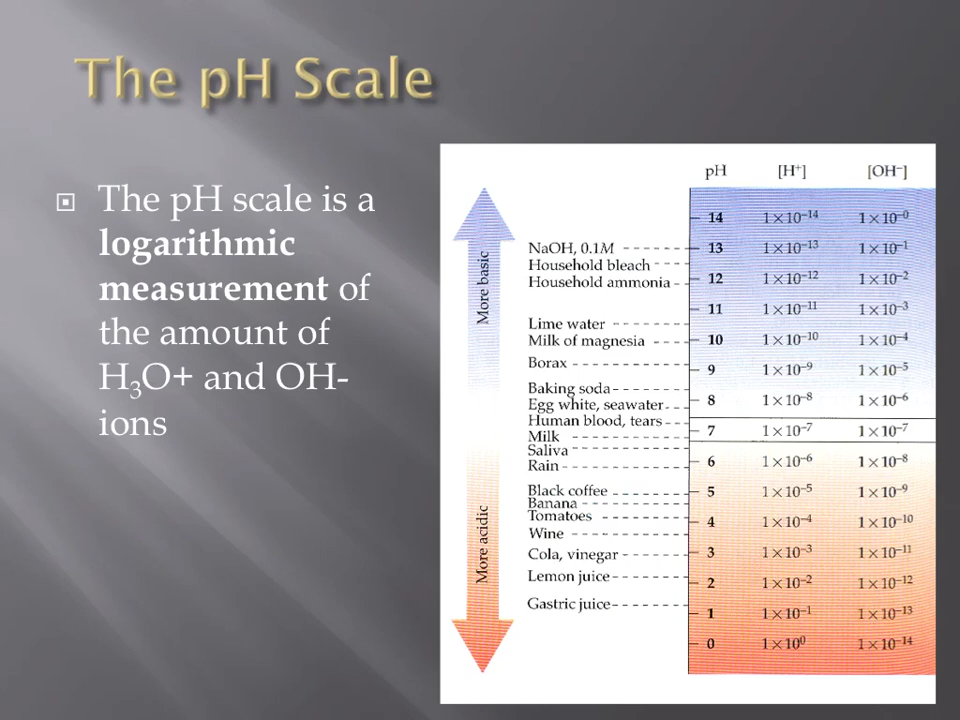 The pH Scale
The pH scale is a
logarithmic
measurement of
the amount of
H₃O+ and OH-
ions
pH [H⁺] [OH⁻]
14 1×10⁻¹⁴ 1×10⁻⁰
NaOH, 0.1M 13 1×10⁻¹³ 1×10⁻¹
Household bleach
Household ammonia 12 1×10⁻¹² 1×10⁻²
More basic
11 1×10⁻¹¹ 1×10⁻³
Lime water
Milk of magnesia 10 1×10⁻¹⁰ 1×10⁻⁴
Borax 9 1×10⁻⁹ 1×10⁻⁵
Baking soda
Egg white, seawater 8 1×10⁻⁸ 1×10⁻⁶
Human blood, tears
7 1×10⁻⁷ 1×10⁻⁷
Milk
Saliva
Rain 6 1×10⁻⁶ 1×10⁻⁸
Black coffee 5 1×10⁻⁵ 1×10⁻⁹
Banana
Tomatoes 4 1×10⁻⁴ 1×10⁻¹⁰
Wine
More acidic
Cola, vinegar 3 1×10⁻³ 1×10⁻¹¹
Lemon juice 2 1×10⁻² 1×10⁻¹²
Gastric juice 1 1×10⁻¹ 1×10⁻¹³
0 1×10⁰ 1×10⁻¹⁴